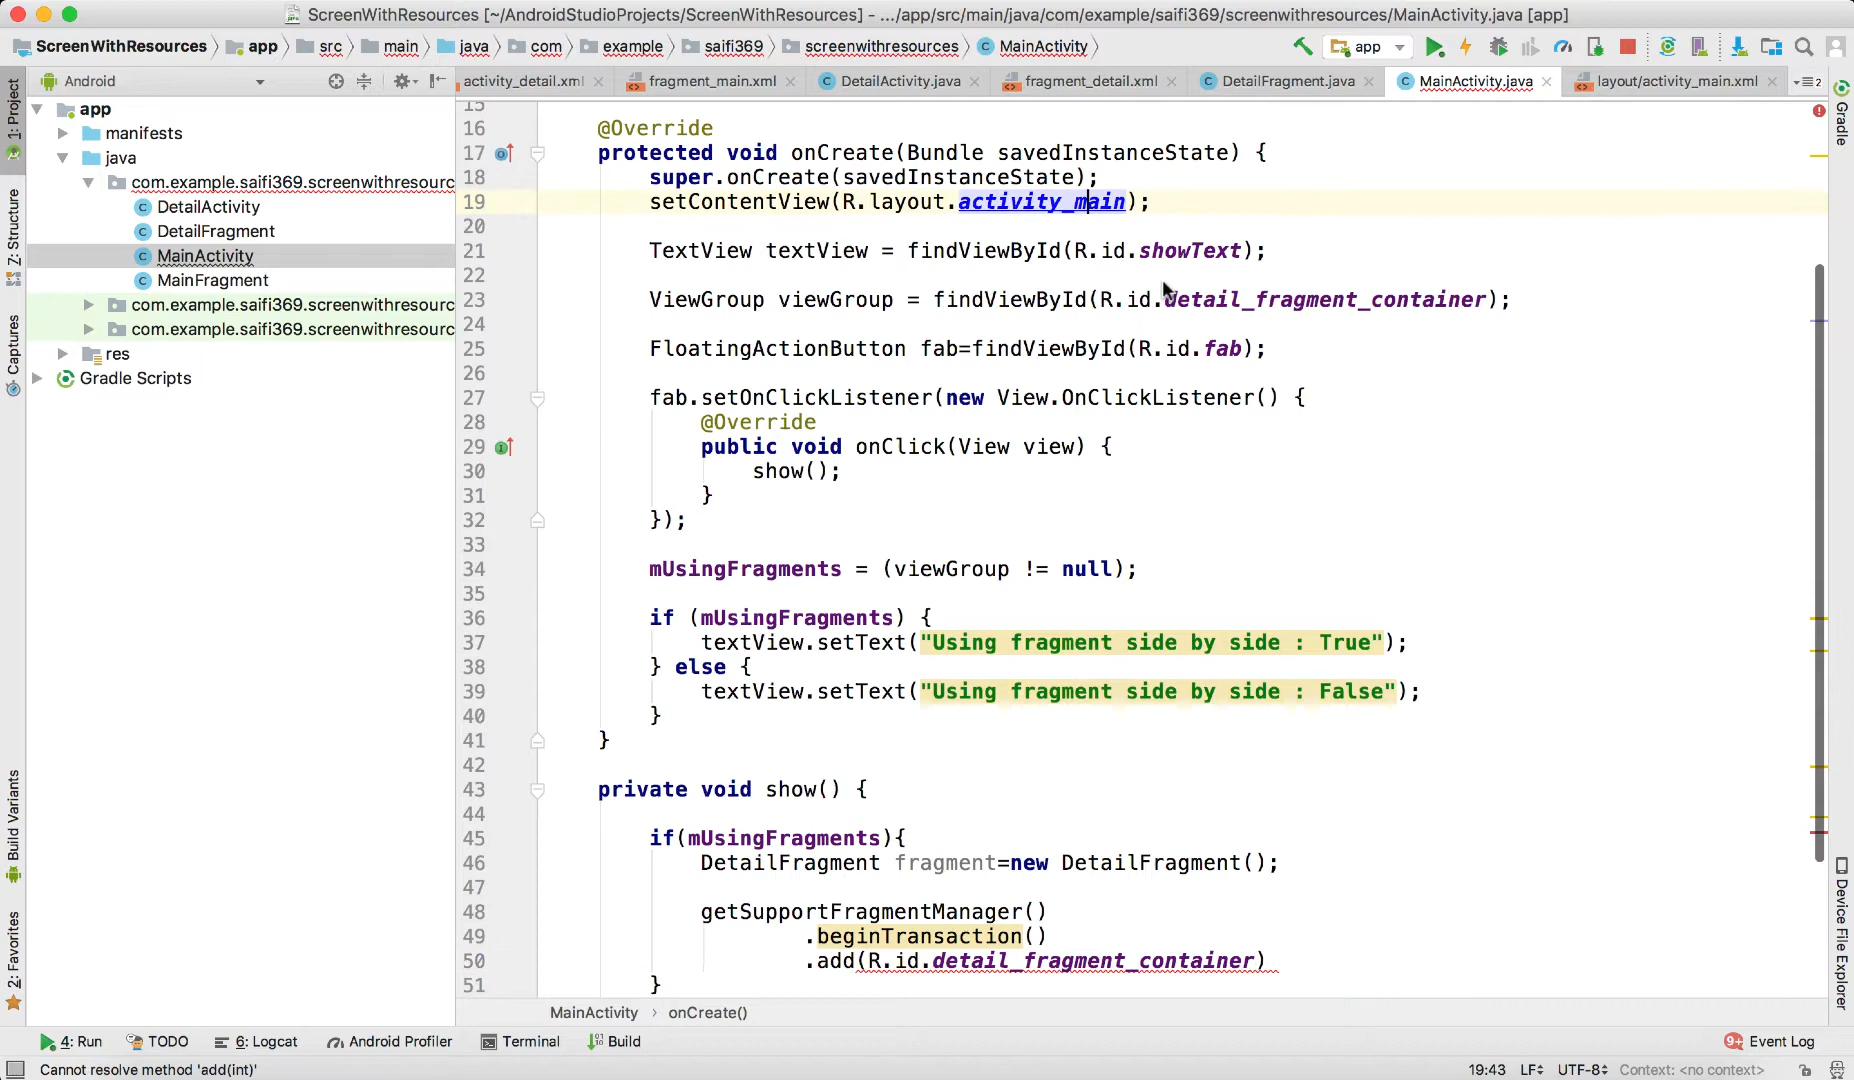 ScreenWithResources [~/AndroidStudioProjects/ScreenWithResources] - .../app/src/main/java/com/example/saifi369/screenwithresources/MainActivity.java [app]
ScreenWithResources app src main java com example saifi369 screenwithresources MainActivity app
1: Project
Z: Structure
Captures
Build Variants
2: Favorites
Android
app
manifests
java
com.example.saifi369.screenwithresourc
DetailActivity
DetailFragment
MainActivity
MainFragment
com.example.saifi369.screenwithresourc
com.example.saifi369.screenwithresourc
res
Gradle Scripts
activity_detail.xml fragment_main.xml DetailActivity.java fragment_detail.xml DetailFragment.java MainActivity.java layout/activity_main.xml 2
15
16 @Override
17 protected void onCreate(Bundle savedInstanceState) {
18 super.onCreate(savedInstanceState);
19 setContentView(R.layout.activity_main);
20
21 TextView textView = findViewById(R.id.showText);
22
23 ViewGroup viewGroup = findViewById(R.id.detail_fragment_container);
24
25 FloatingActionButton fab=findViewById(R.id.fab);
26
27 fab.setOnClickListener(new View.OnClickListener() {
28 @Override
29 public void onClick(View view) {
30 show();
31 }
32 });
33
34 mUsingFragments = (viewGroup != null);
35
36 if (mUsingFragments) {
37 textView.setText("Using fragment side by side : True");
38 } else {
39 textView.setText("Using fragment side by side : False");
40 }
41 }
42
43 private void show() {
44
45 if(mUsingFragments){
46 DetailFragment fragment=new DetailFragment();
47
48 getSupportFragmentManager()
49 .beginTransaction()
50 .add(R.id.detail_fragment_container)
51 }
MainActivity › onCreate()
Gradle
Device File Explorer
4: Run TODO 6: Logcat Android Profiler Terminal Build 9+ Event Log
Cannot resolve method 'add(int)' 19:43 LF UTF-8 Context: <no context>